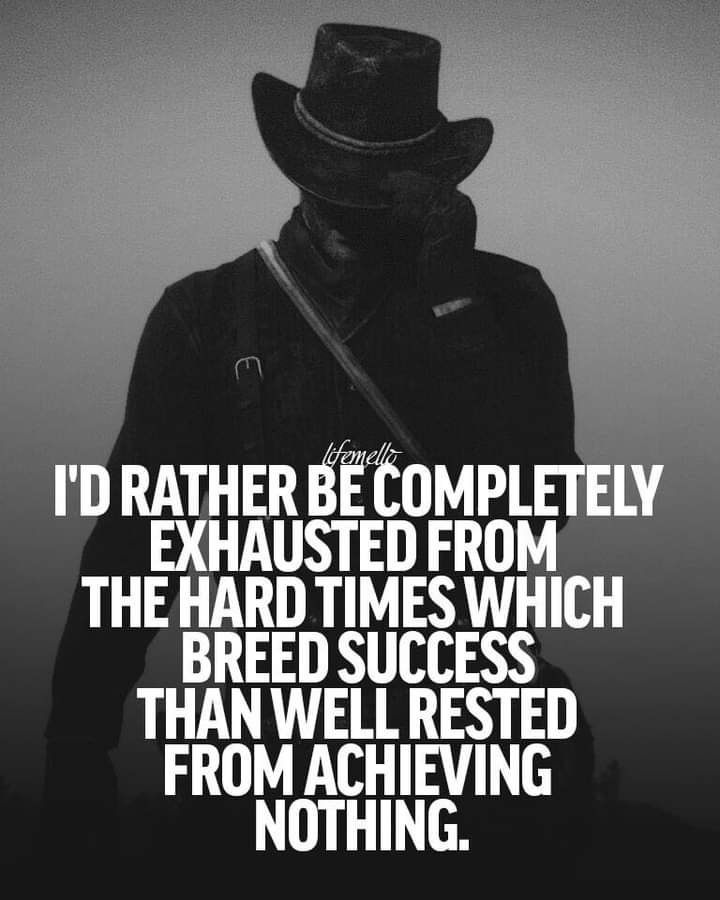 lifemello
I'D RATHER BE COMPLETELY
EXHAUSTED FROM
THE HARD TIMES WHICH
BREED SUCCESS
THAN WELL RESTED
FROM ACHIEVING
NOTHING.